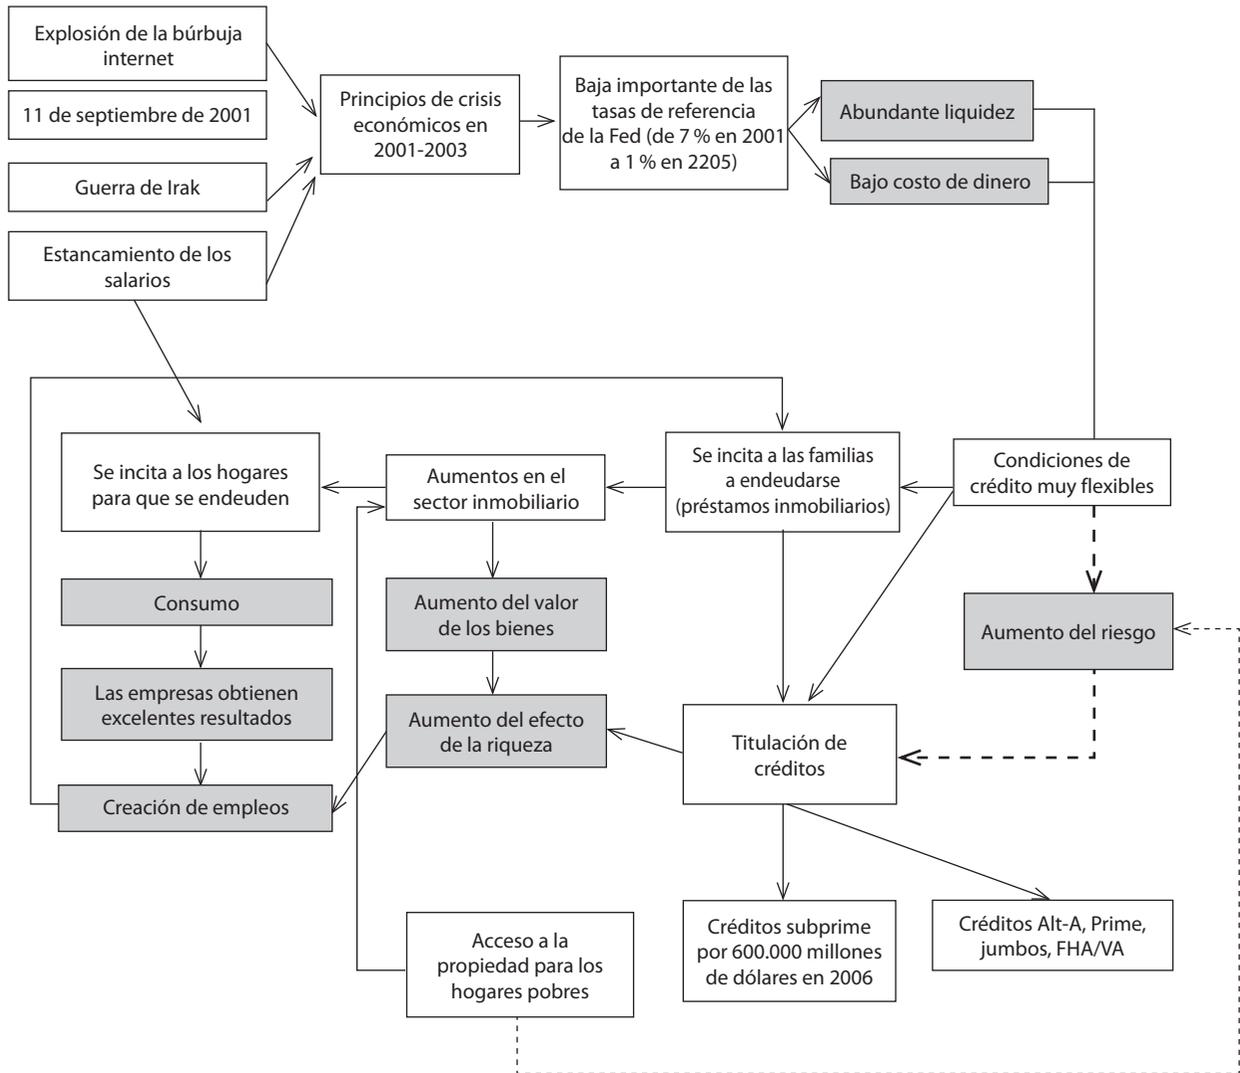 Explosión de la búrbuja
internet
11 de septiembre de 2001
Guerra de Irak
Estancamiento de los
salarios
Principios de crisis
económicos en
2001-2003
Baja importante de las
tasas de referencia
de la Fed (de 7 % en 2001
a 1 % en 2205)
Abundante liquidez
Bajo costo de dinero
Se incita a los hogares
para que se endeuden
Aumentos en el
sector inmobiliario
Se incita a las familias
a endeudarse
(préstamos inmobiliarios)
Condiciones de
crédito muy flexibles
Consumo
Aumento del valor
de los bienes
Aumento del riesgo
Las empresas obtienen
excelentes resultados
Aumento del efecto
de la riqueza
Titulación de
créditos
Creación de empleos
Acceso a la
propiedad para los
hogares pobres
Créditos subprime
por 600.000 millones
de dólares en 2006
Créditos Alt-A, Prime,
jumbos, FHA/VA